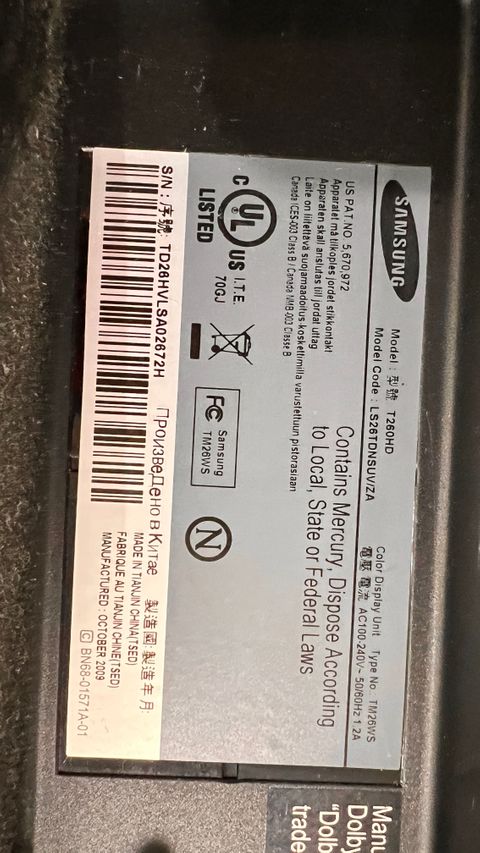 SAMSUNG
Model : 型號 T260HD
Model Code : LS26TDNSUV/ZA
Color Display Unit Type No : TM26WS
電壓 電流 AC100-240V~ 50/60Hz 1.2A
US PAT.NO. 5,670,972
Apparatet må tilkoples jordet stikkontakt
Apparaten skall anslutas till jordat uttag
Laite on liitettävä suojamaadoitus-koskettimilla varustettuun pistorasiaan
Canada ICES-003 Class B / Canada NMB-003 Classe B
Contains Mercury, Dispose According
to Local, State or Federal Laws
C UL US
LISTED
I.T.E.
70GJ
FC
Samsung
TM26WS
N
S/N : 序號: TD26HVLSA02672H
Произведено в Китае
製造國: 製造年月:
MADE IN TIANJIN CHINA(TSED)
FABRIQUE AU TIANJIN CHINE(TSED)
MANUFACTURED : OCTOBER 2009
Ⓒ BN68-01571A-01
Manu
Dolby
"Dolb
trade